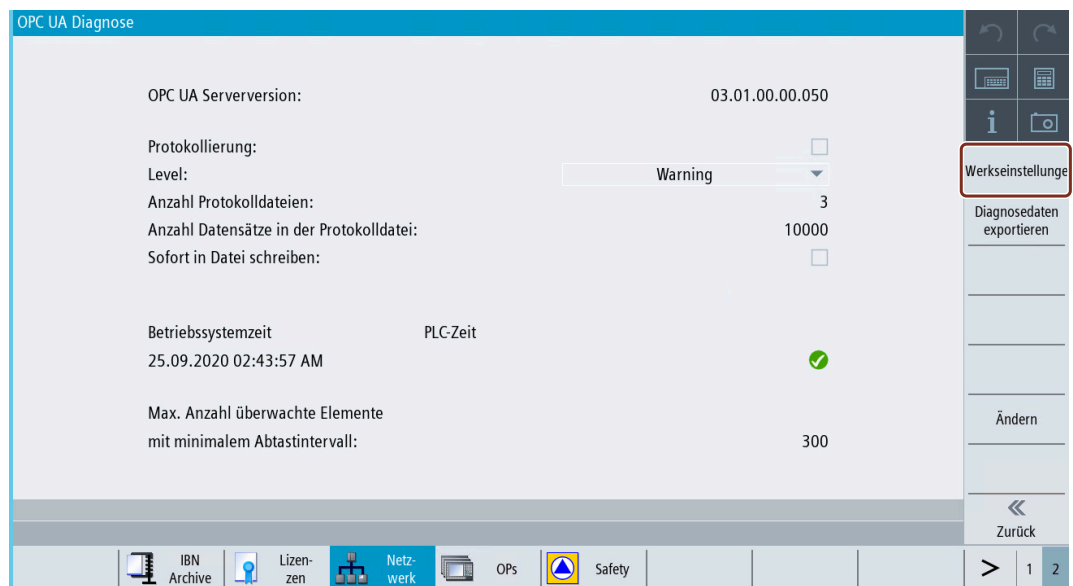 OPC UA Diagnose
OPC UA Serverversion: 03.01.00.00.050
Protokollierung:
Level: Warning
Anzahl Protokolldateien: 3
Anzahl Datensätze in der Protokolldatei: 10000
Sofort in Datei schreiben:
Betriebssystemzeit PLC-Zeit
25.09.2020 02:43:57 AM
Max. Anzahl überwachte Elemente
mit minimalem Abtastintervall: 300
i
Werkseinstellunge
Diagnosedaten
exportieren
Ändern
Zurück
IBN
Archive
Lizen-
zen
Netz-
werk
OPs
Safety
> 1 2